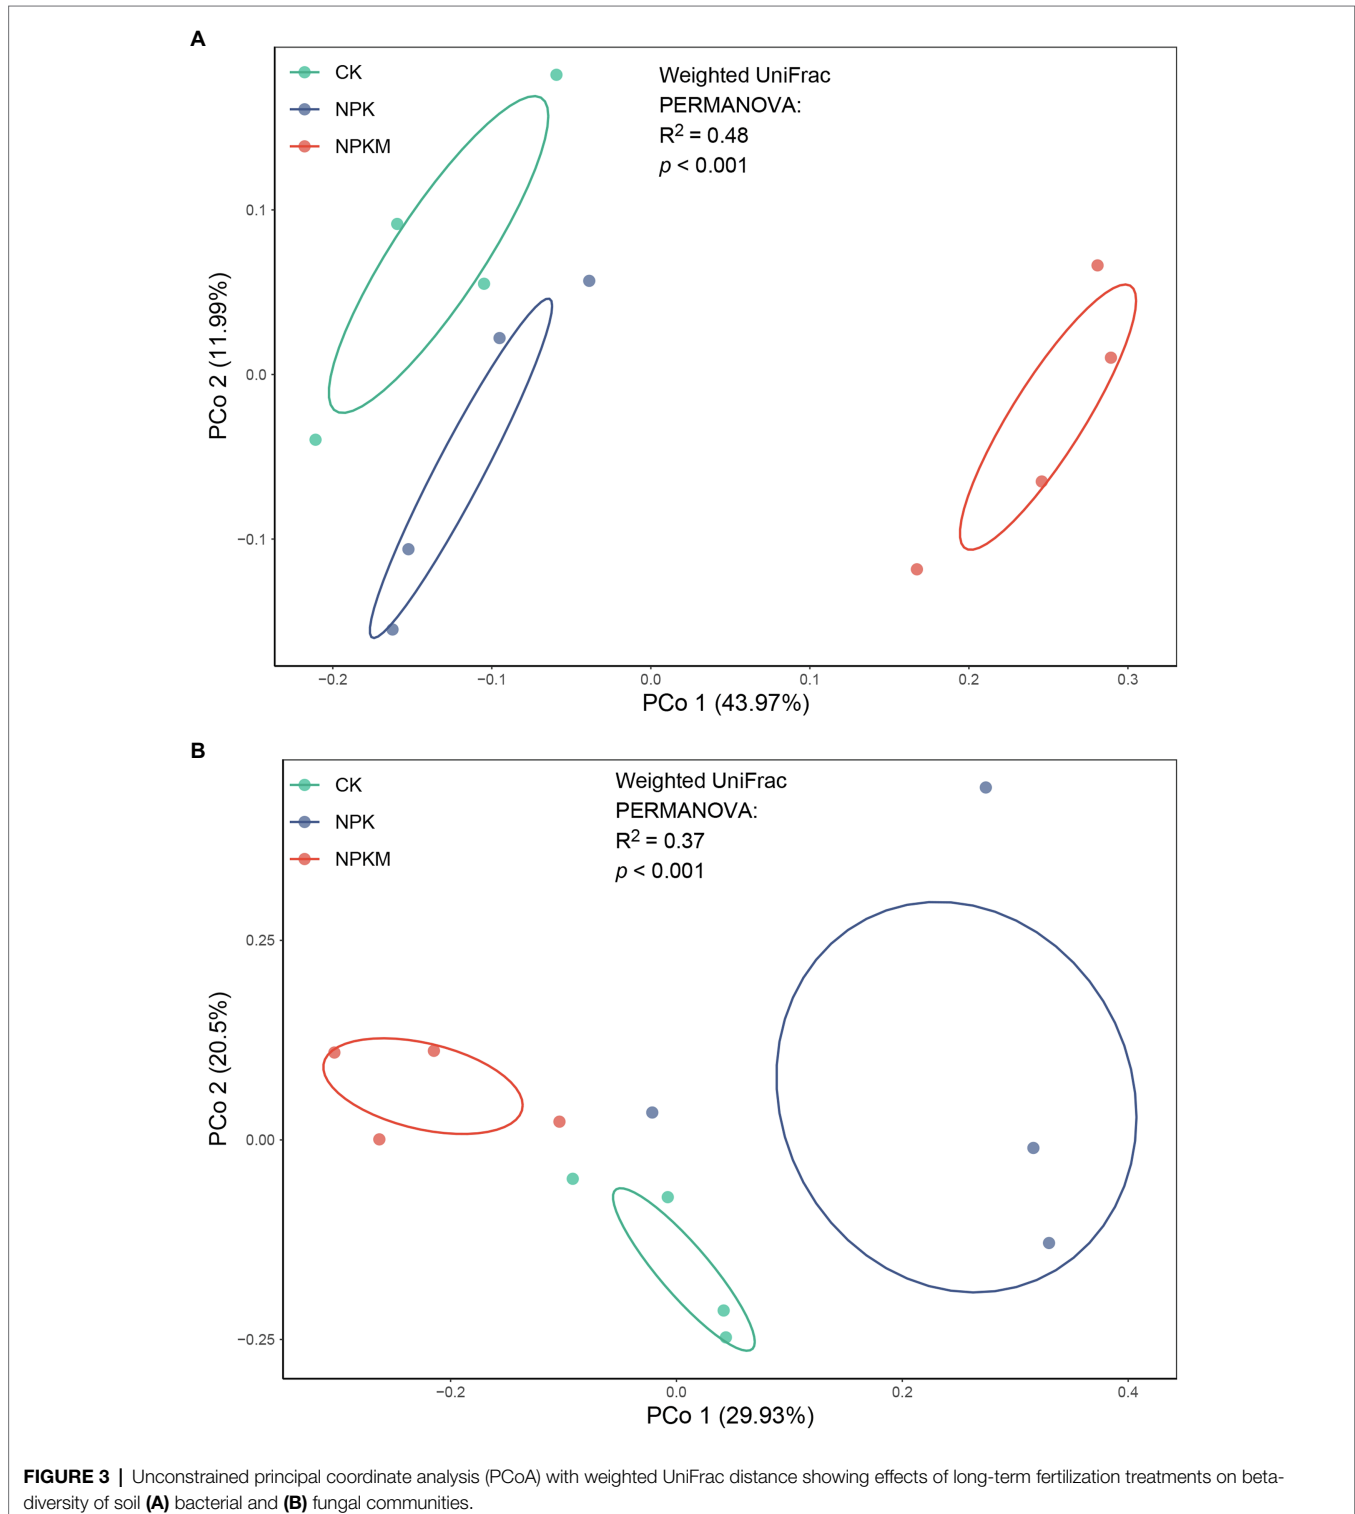 A
CK
NPK
NPKM
Weighted UniFrac
PERMANOVA:
R2 = 0.48
p < 0.001
0.1
0.0
−0.1
PCo 2 (11.99%)
−0.2 −0.1 0.0 0.1 0.2 0.3
PCo 1 (43.97%)
B
CK
NPK
NPKM
Weighted UniFrac
PERMANOVA:
R2 = 0.37
p < 0.001
0.25
0.00
−0.25
PCo 2 (20.5%)
−0.2 0.0 0.2 0.4
PCo 1 (29.93%)
FIGURE 3 | Unconstrained principal coordinate analysis (PCoA) with weighted UniFrac distance showing effects of long-term fertilization treatments on beta-
diversity of soil (A) bacterial and (B) fungal communities.